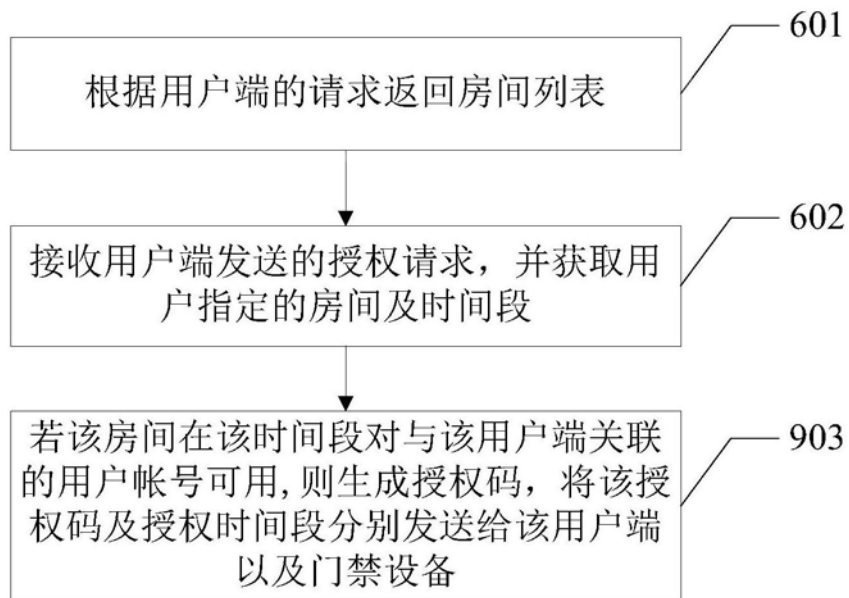 601
根据用户端的请求返回房间列表
602
接收用户端发送的授权请求，并获取用
户指定的房间及时间段
903
若该房间在该时间段对与该用户端关联
的用户帐号可用,则生成授权码，将该授
权码及授权时间段分别发送给该用户端
以及门禁设备